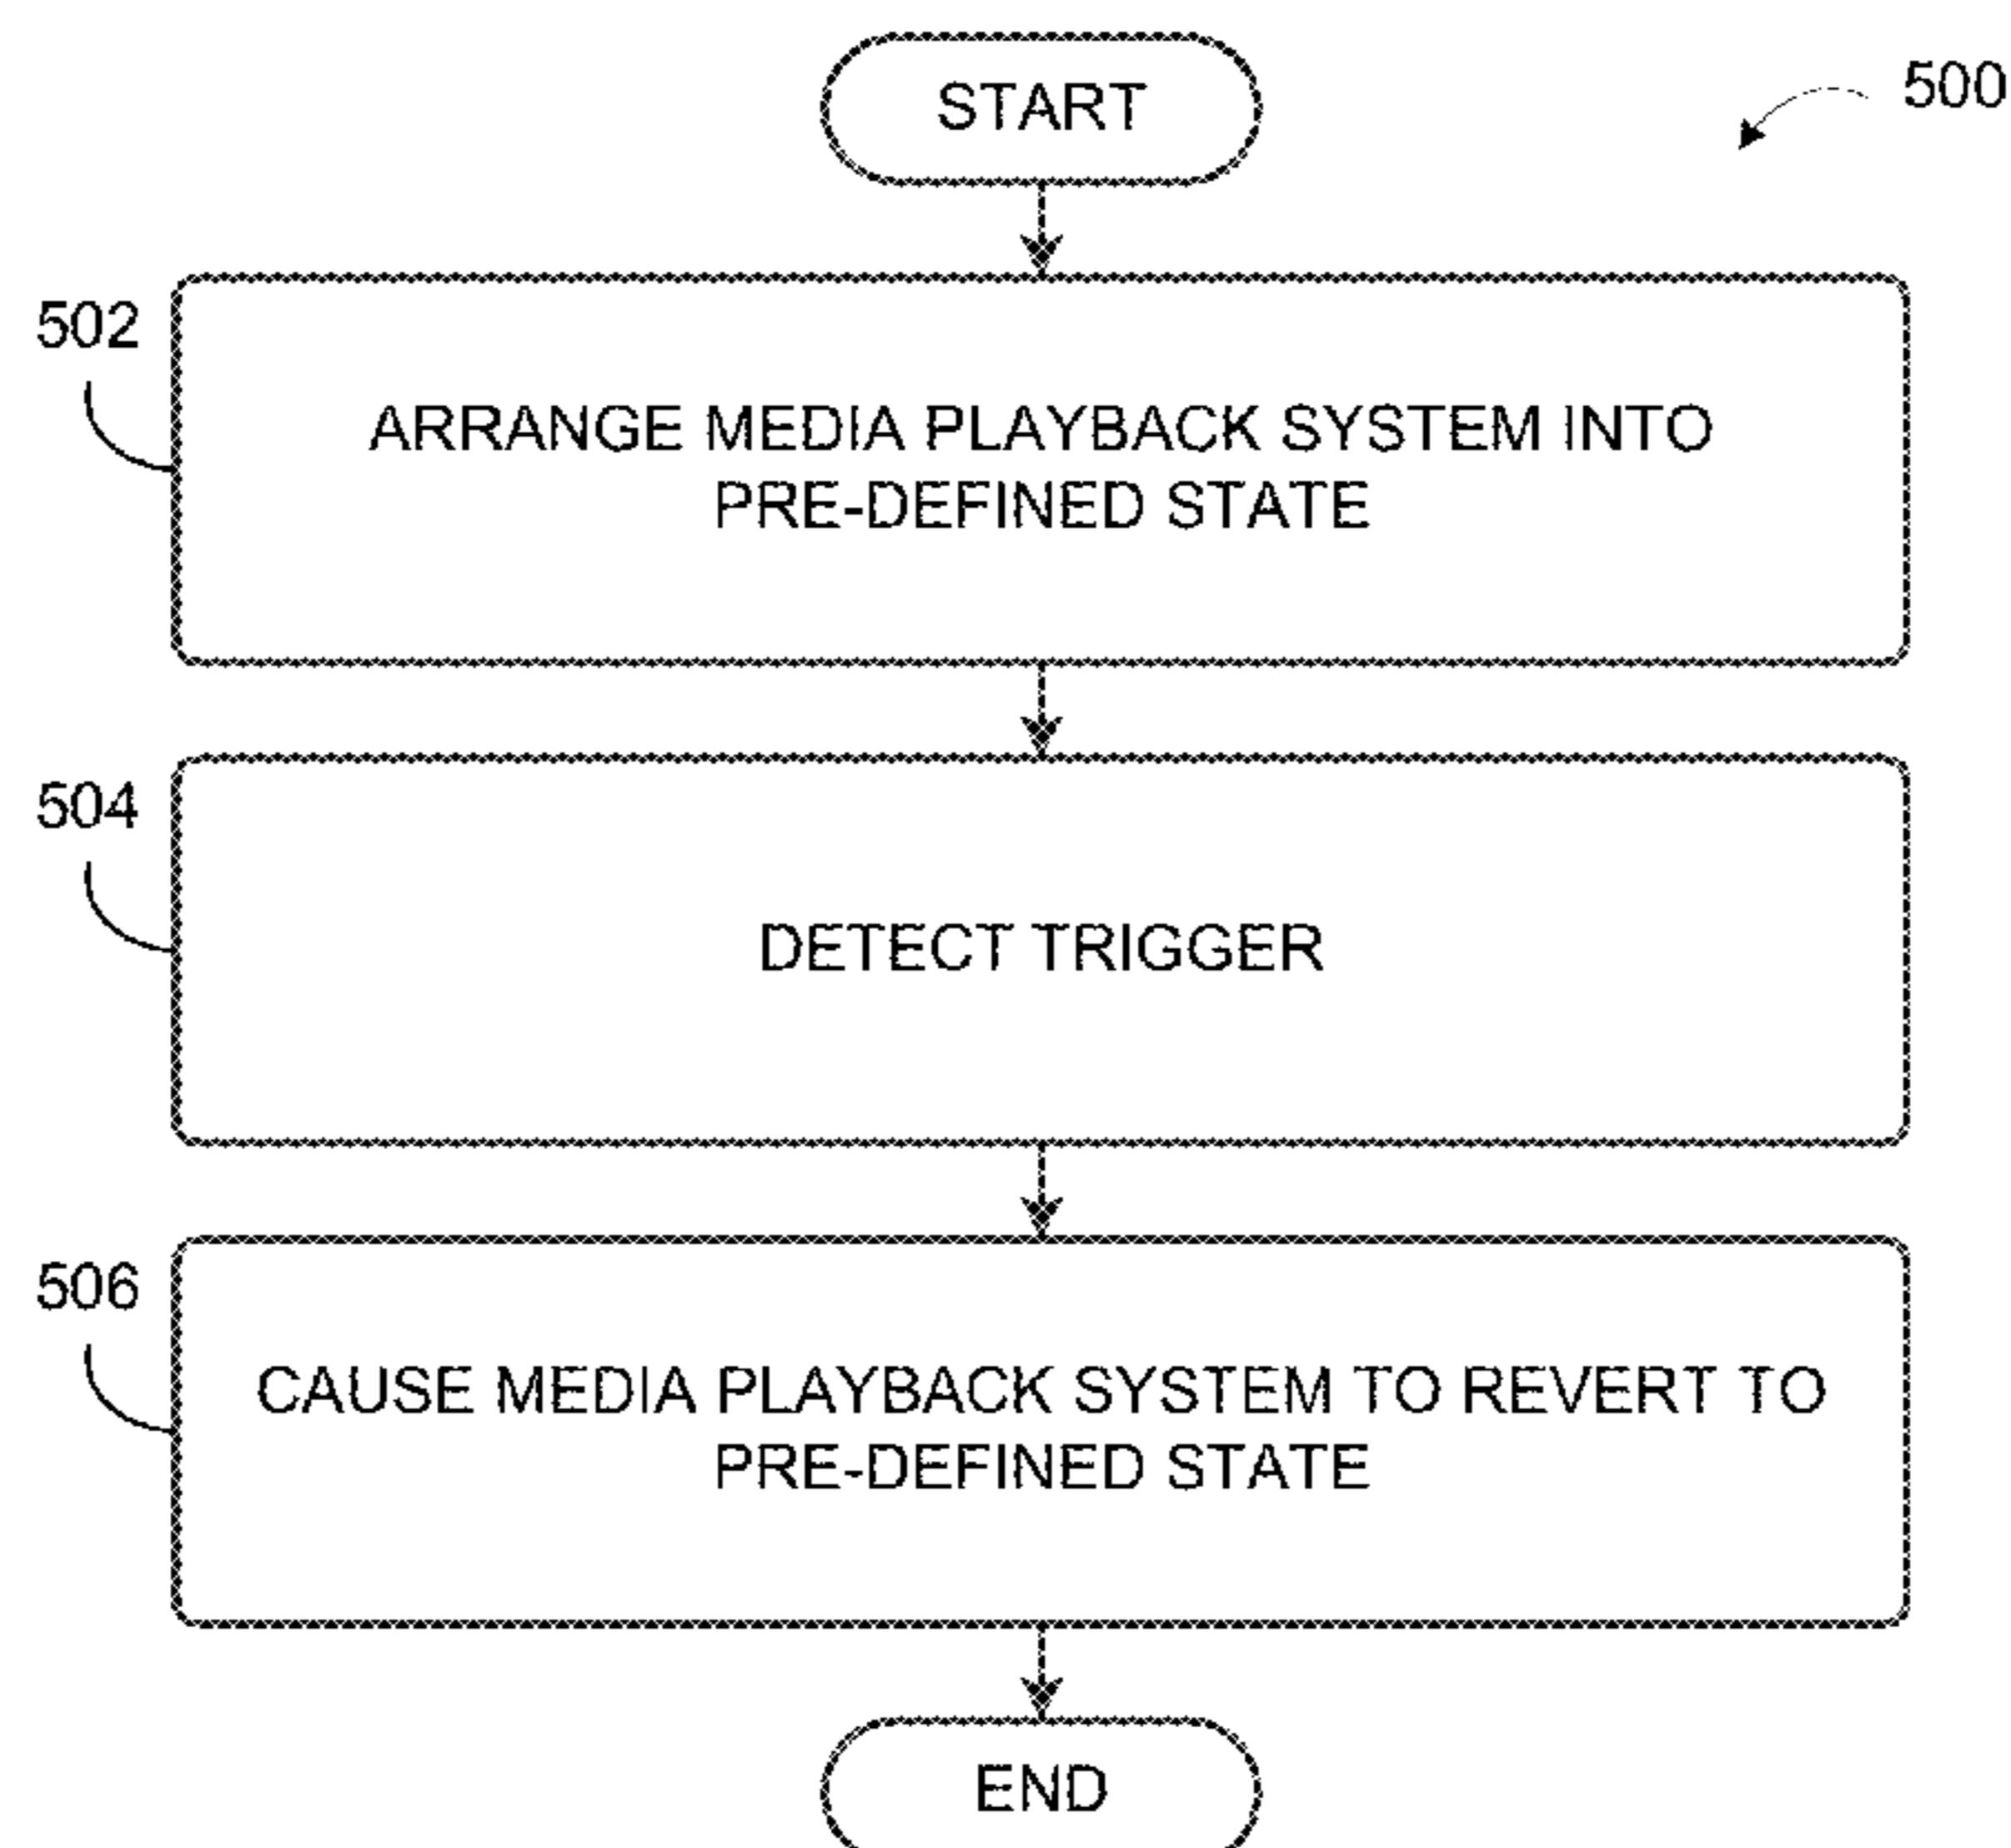 START
500
502
ARRANGE MEDIA PLAYBACK SYSTEM INTO
PRE-DEFINED STATE
504
DETECT TRIGGER
506
CAUSE MEDIA PLAYBACK SYSTEM TO REVERT TO
PRE-DEFINED STATE
END